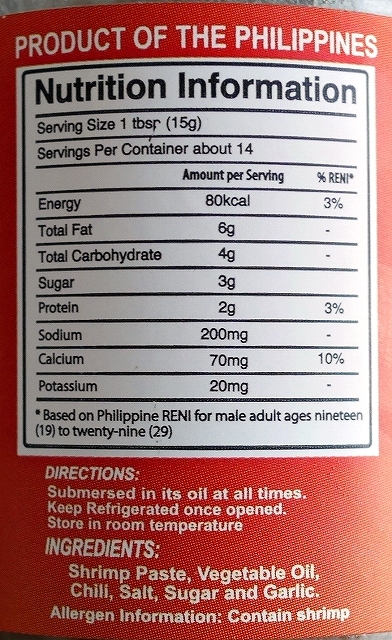 PRODUCT OF THE PHILIPPINES
Nutrition Information
Serving Size 1 tbsp (15g)
Servings Per Container about 14
Amount per Serving % RENI*
Energy 80kcal 3%
Total Fat 6g -
Total Carbohydrate 4g -
Sugar 3g
Protein 2g 3%
Sodium 200mg -
Calcium 70mg 10%
Potassium 20mg -
* Based on Philippine RENI for male adult ages nineteen
(19) to twenty-nine (29)
DIRECTIONS:
Submersed in its oil at all times.
Keep Refrigerated once opened.
Store in room temperature
INGREDIENTS:
Shrimp Paste, Vegetable Oil,
Chili, Salt, Sugar and Garlic.
Allergen Information: Contain shrimp